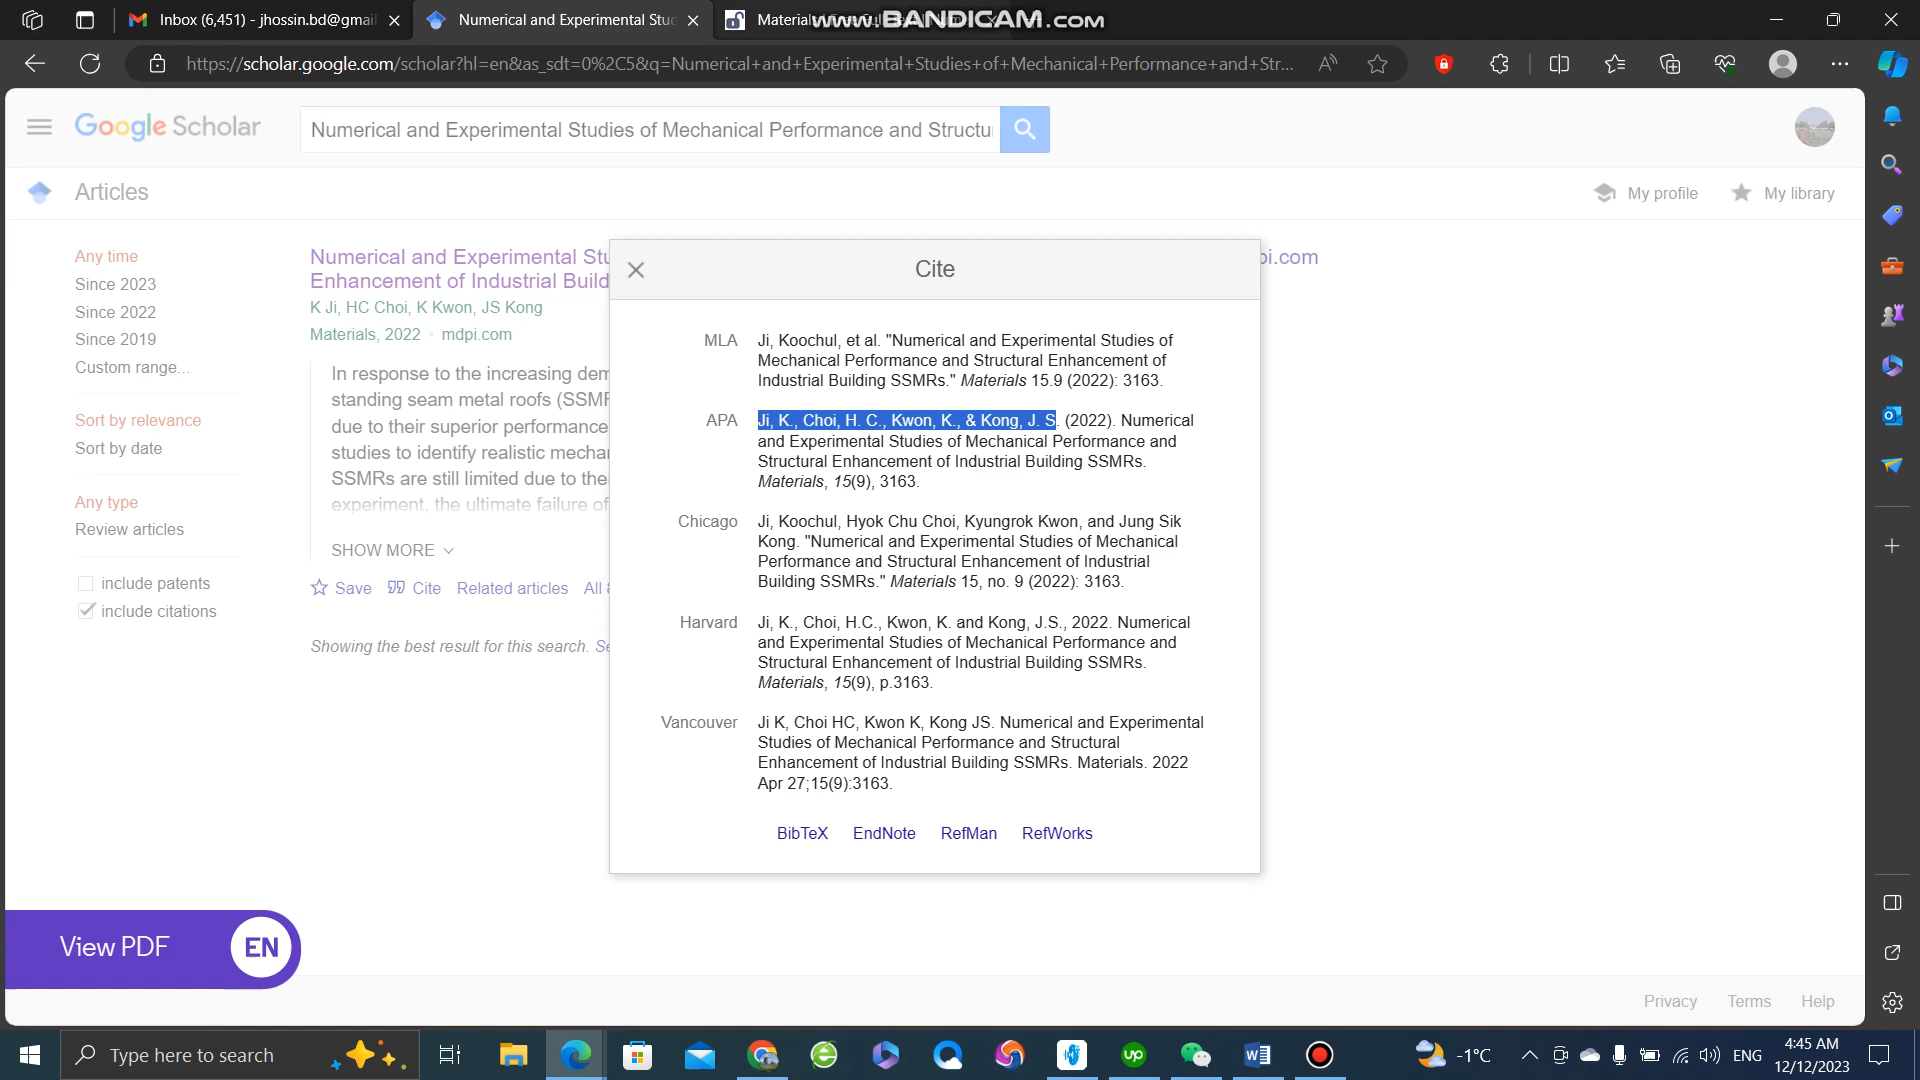 Inbox (6,451) - jhossin.bd@gmail
Numerical and Experimental Stud
www.BANDICAM.com
https://scholar.google.com/scholar?hl=en&as_sdt=0%2C5&q=Numerical+and+Experimental+Studies+of+Mechanical+Performance+and+Str...
Google Scholar
Numerical and Experimental Studies of Mechanical Performance and Structu
Articles
My profile
My library
Any time
Since 2023
Since 2022
Since 2019
Custom range...
Sort by relevance
Sort by date
Any type
Review articles
include patents
include citations
Numerical and Experimental Stu
Enhancement of Industrial Build
K Ji, HC Choi, K Kwon, JS Kong
Materials, 2022 · mdpi.com
In response to the increasing dem
standing seam metal roofs (SSMR
due to their superior performance
studies to identify realistic mechar
SSMRs are still limited due to the
experiment, the ultimate failure of
SHOW MORE
Save Cite Related articles All
Showing the best result for this search. Se
pi.com
Cite
MLA Ji, Koochul, et al. "Numerical and Experimental Studies of
Mechanical Performance and Structural Enhancement of
Industrial Building SSMRs." Materials 15.9 (2022): 3163.
APA Ji, K., Choi, H. C., Kwon, K., & Kong, J. S. (2022). Numerical
and Experimental Studies of Mechanical Performance and
Structural Enhancement of Industrial Building SSMRs.
Materials, 15(9), 3163.
Chicago Ji, Koochul, Hyok Chu Choi, Kyungrok Kwon, and Jung Sik
Kong. "Numerical and Experimental Studies of Mechanical
Performance and Structural Enhancement of Industrial
Building SSMRs." Materials 15, no. 9 (2022): 3163.
Harvard Ji, K., Choi, H.C., Kwon, K. and Kong, J.S., 2022. Numerical
and Experimental Studies of Mechanical Performance and
Structural Enhancement of Industrial Building SSMRs.
Materials, 15(9), p.3163.
Vancouver Ji K, Choi HC, Kwon K, Kong JS. Numerical and Experimental
Studies of Mechanical Performance and Structural
Enhancement of Industrial Building SSMRs. Materials. 2022
Apr 27;15(9):3163.
BibTeX EndNote RefMan RefWorks
View PDF EN
Privacy Terms Help
Type here to search
-1°C
ENG
4:45 AM
12/12/2023